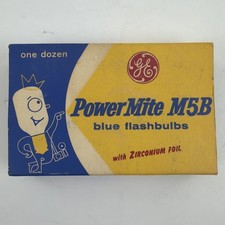 one dozen
GE
PowerMite M5B
blue flashbulbs
with ZIRCONIUM FOIL